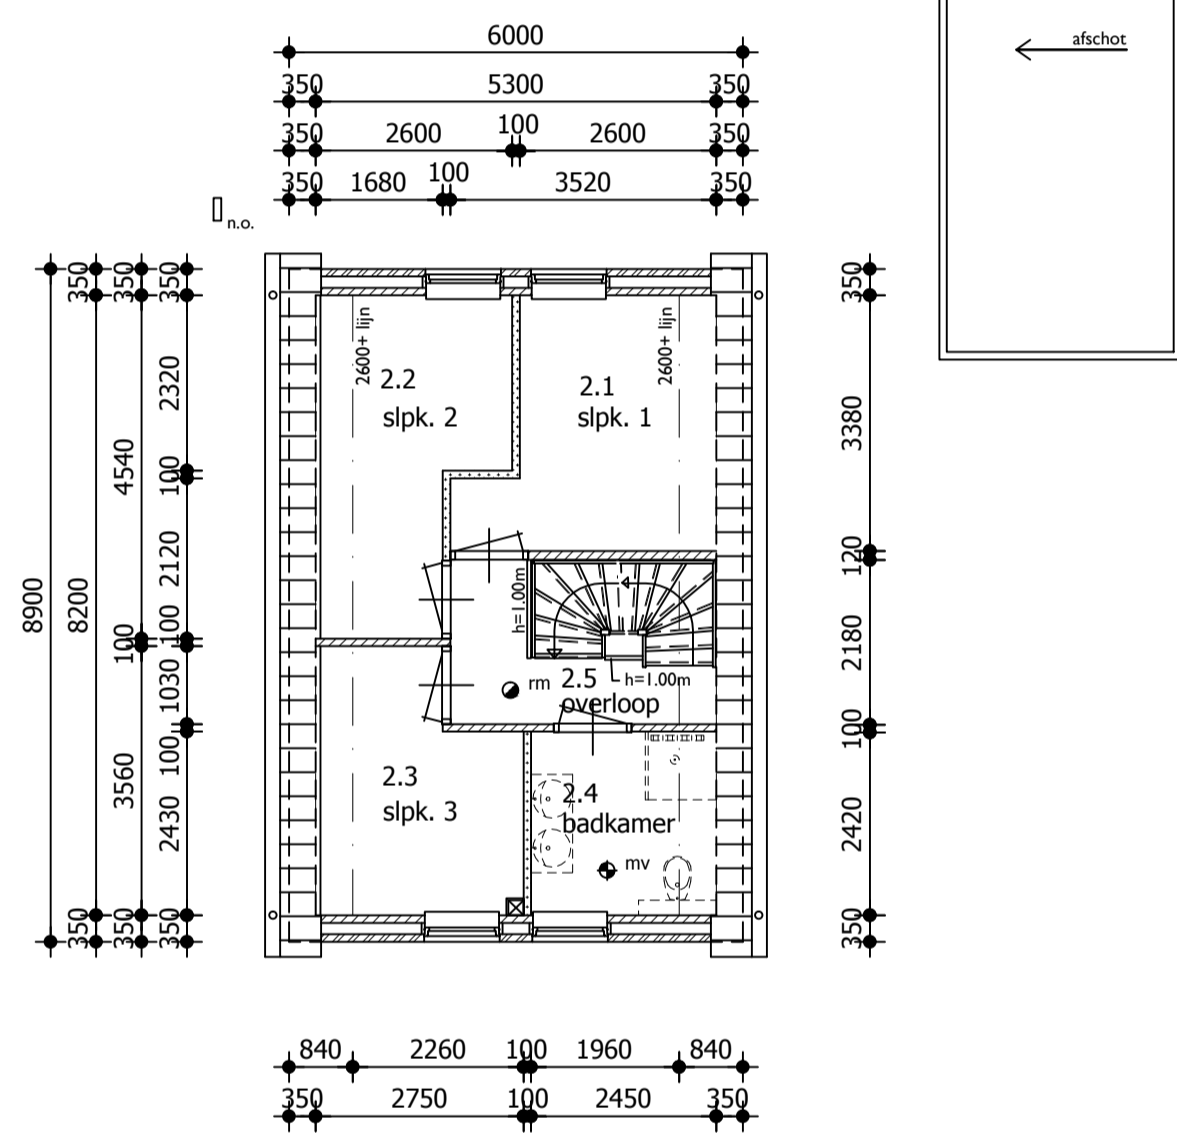 6000
350 5300 350
350 2600 100 2600 350
350 1680 100 3520 350
afschot
n.o.
8900
350 8200 350
350 4540 100 3560 350
350 2320 100 2120 100 1030 100 2430 350
2600+ lijn
2600+ lijn
2.2
slpk. 2
2.1
slpk. 1
h=1.00m
rm
2.5
overloop
h=1.00m
2.3
slpk. 3
2.4
badkamer
mv
350 3380 120 2180 100 2420 350
840 2260 100 1960 840
350 2750 100 2450 350